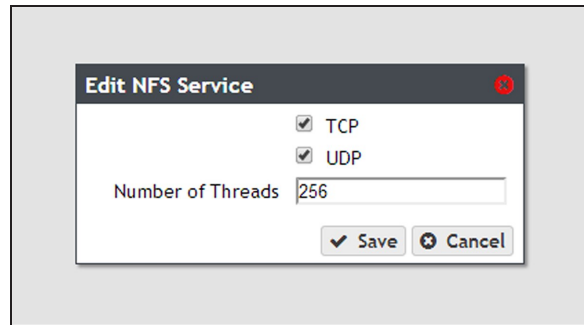 Edit NFS Service
TCP
UDP
Number of Threads 256
Save Cancel